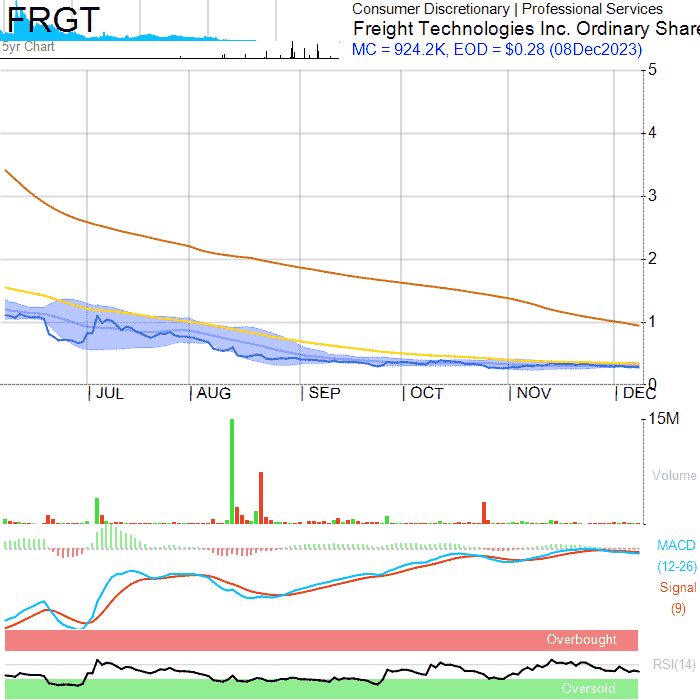 FRGT
5yr Chart
Consumer Discretionary | Professional Services
Freight Technologies Inc. Ordinary Share
MC = 924.2K, EOD = $0.28 (08Dec2023)
5
4
3
2
1
0
JUL AUG SEP OCT NOV DEC
15M
Volume
MACD
(12-26)
Signal
(9)
Overbought
RSI(14)
Oversold